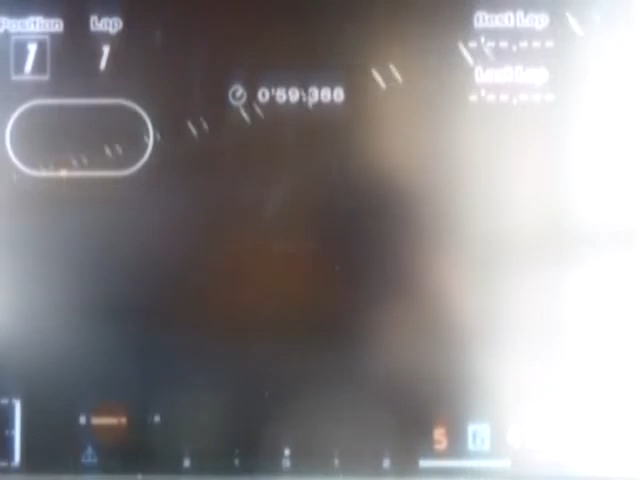 Position Lap
1 1
Best Lap
-'--.---
Last Lap
-'--.---
0'59.366
5 6